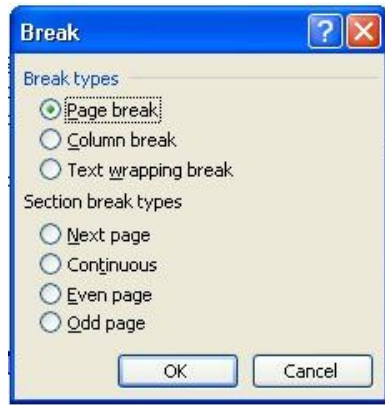 Break
Break types
Page break
Column break
Text wrapping break
Section break types
Next page
Continuous
Even page
Odd page
OK Cancel